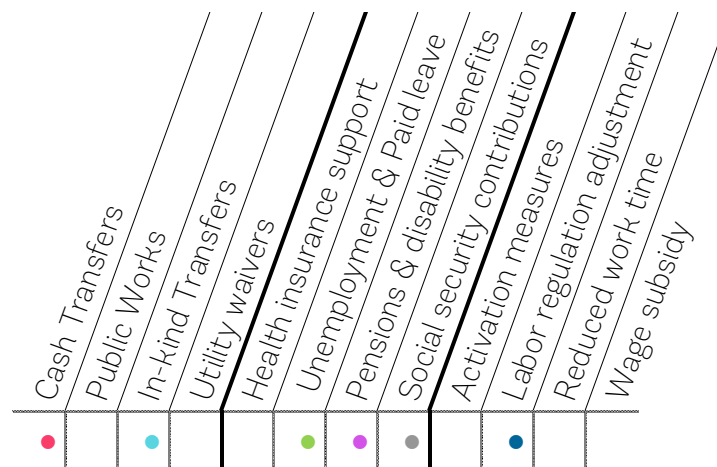 Cash Transfers
Public Works
In-kind Transfers
Utility waivers
Health insurance support
Unemployment & Paid leave
Pensions & disability benefits
Social security contributions
Activation measures
Labor regulation adjustment
Reduced work time
Wage subsidy